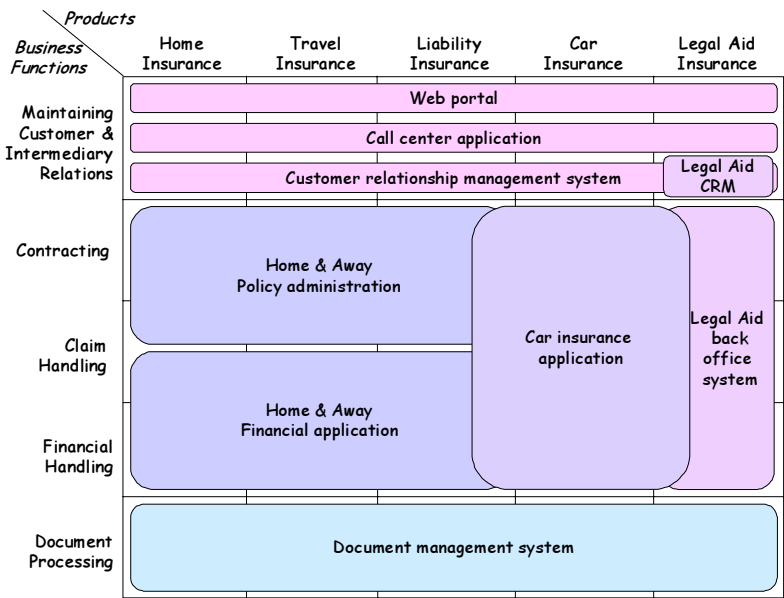 Products
Business
Functions
Home
Insurance
Travel
Insurance
Liability
Insurance
Car
Insurance
Legal Aid
Insurance
Maintaining
Customer &
Intermediary
Relations
Web portal
Call center application
Customer relationship management system
Legal Aid
CRM
Contracting
Home & Away
Policy administration
Car insurance
application
Legal Aid
back
office
system
Claim
Handling
Home & Away
Financial application
Financial
Handling
Document
Processing
Document management system